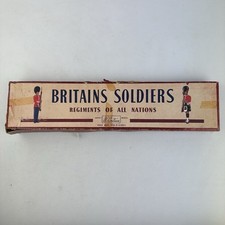 BRITAINS SOLDIERS
REGIMENTS OF ALL NATIONS